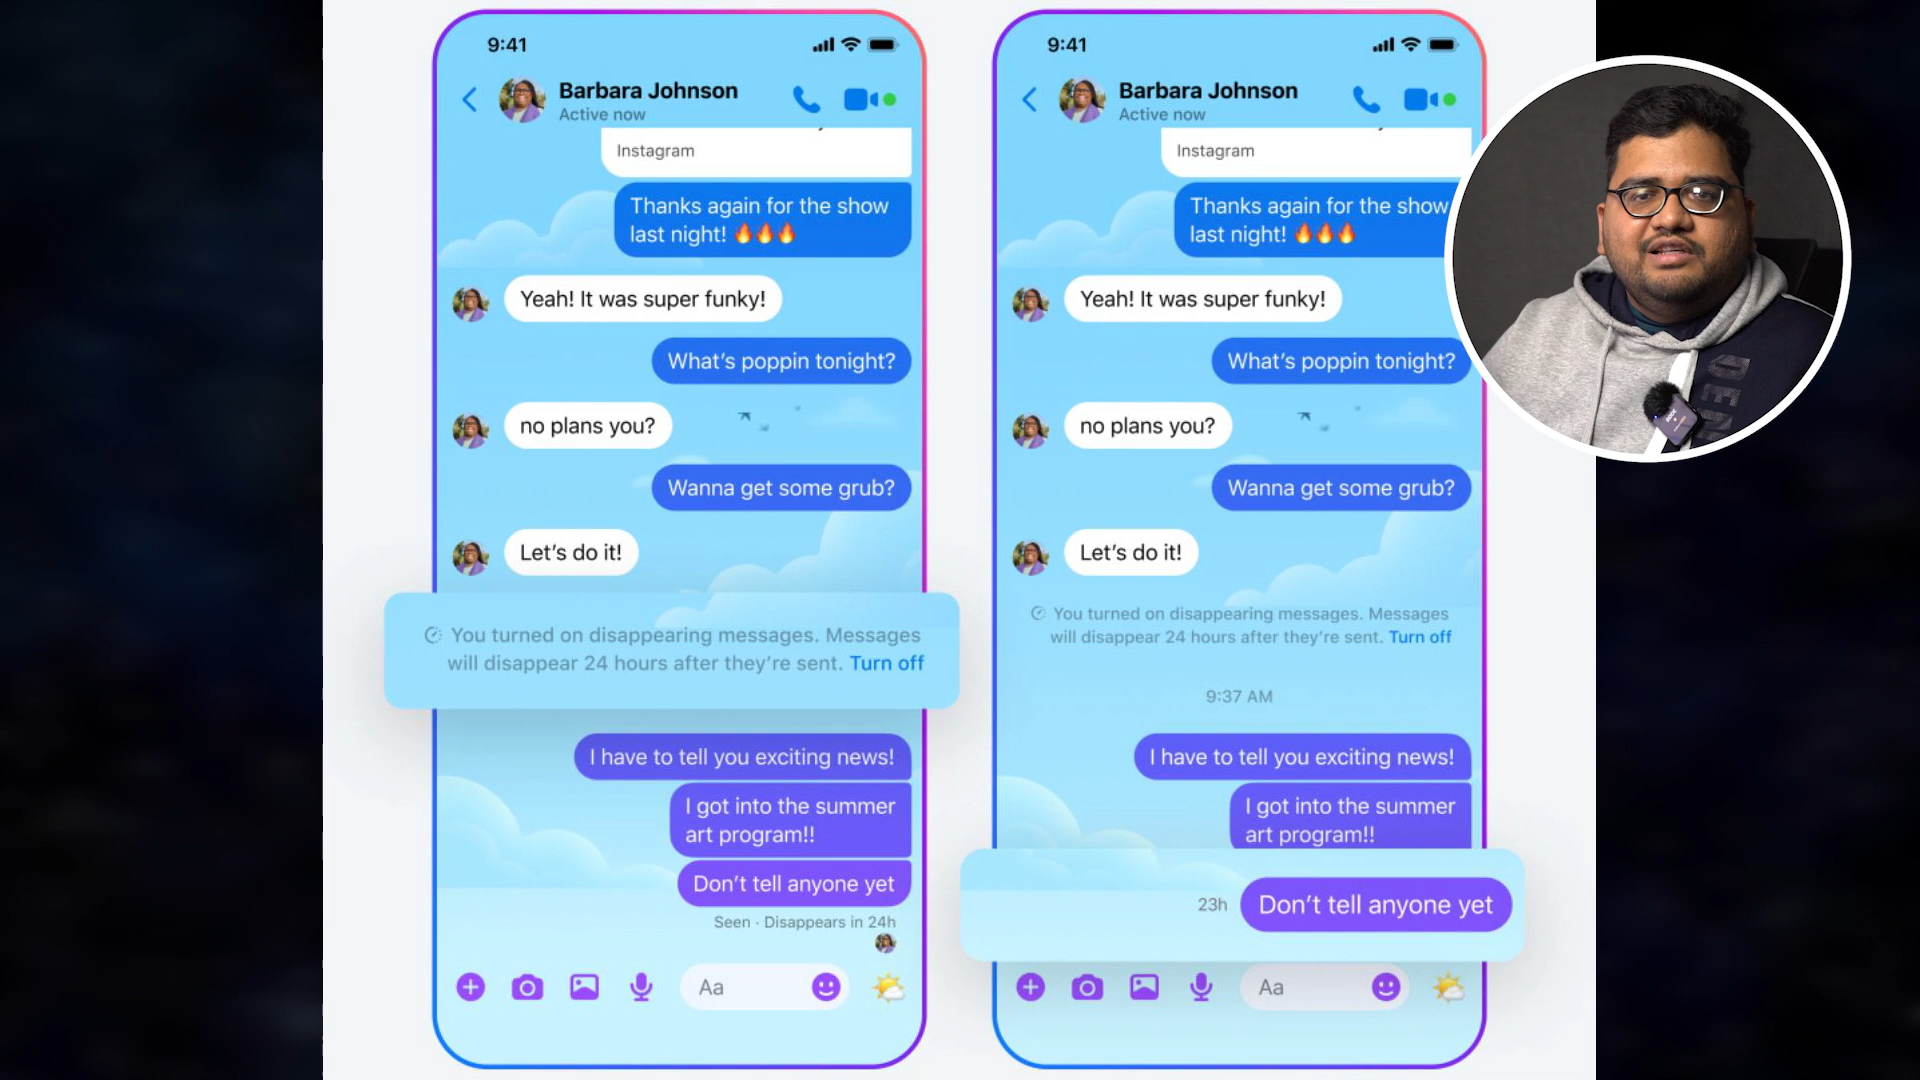 9:41
Barbara Johnson
Active now
Instagram
Thanks again for the show
last night! 🔥🔥🔥
Yeah! It was super funky!
What's poppin tonight?
no plans you?
Wanna get some grub?
Let's do it!
You turned on disappearing messages. Messages
will disappear 24 hours after they're sent. Turn off
I have to tell you exciting news!
I got into the summer
art program!!
Don't tell anyone yet
Seen · Disappears in 24h
Aa
9:41
Barbara Johnson
Active now
Instagram
Thanks again for the show
last night! 🔥🔥🔥
Yeah! It was super funky!
What's poppin tonight?
no plans you?
Wanna get some grub?
Let's do it!
You turned on disappearing messages. Messages
will disappear 24 hours after they're sent. Turn off
9:37 AM
I have to tell you exciting news!
I got into the summer
art program!!
23h Don't tell anyone yet
Aa